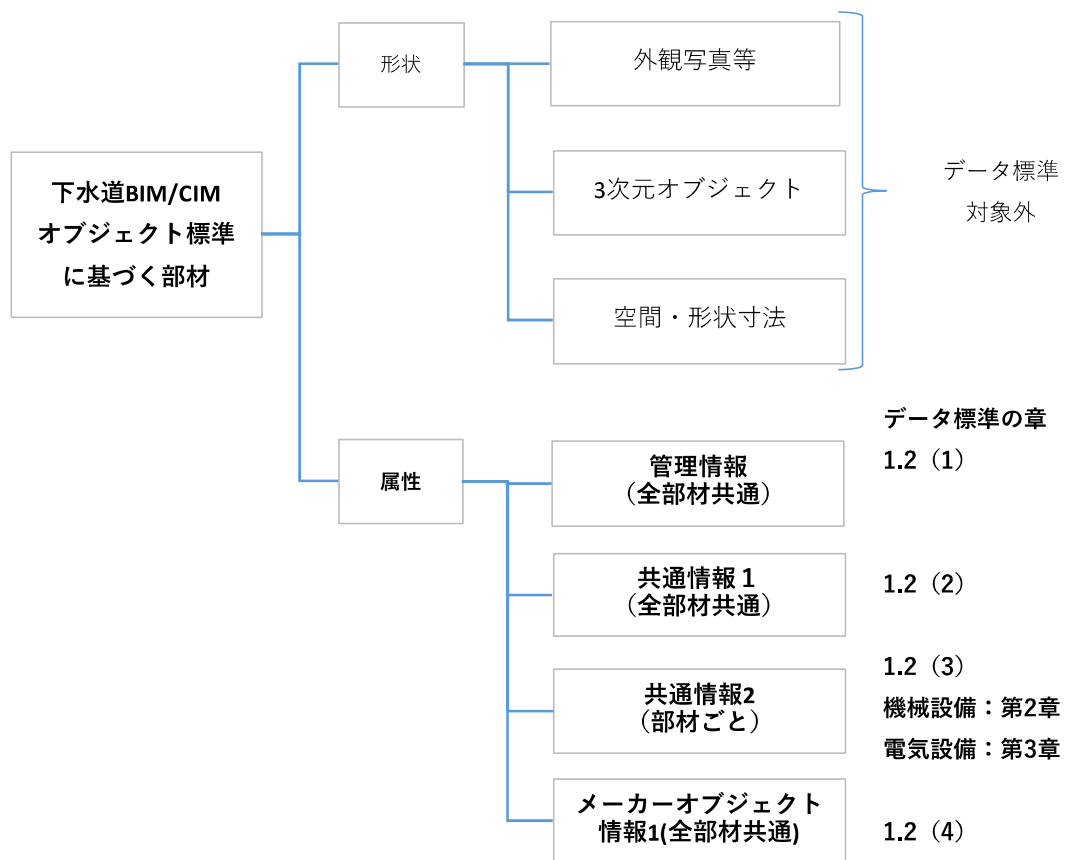 下水道BIM/CIM
オブジェクト標準
に基づく部材
形状
外観写真等
3次元オブジェクト
空間・形状寸法
データ標準
対象外
属性
データ標準の章
管理情報
（全部材共通）
1.2（1）
共通情報１
（全部材共通）
1.2（2）
共通情報2
（部材ごと）
1.2（3）
機械設備：第2章
電気設備：第3章
メーカーオブジェクト
情報1(全部材共通)
1.2（4）